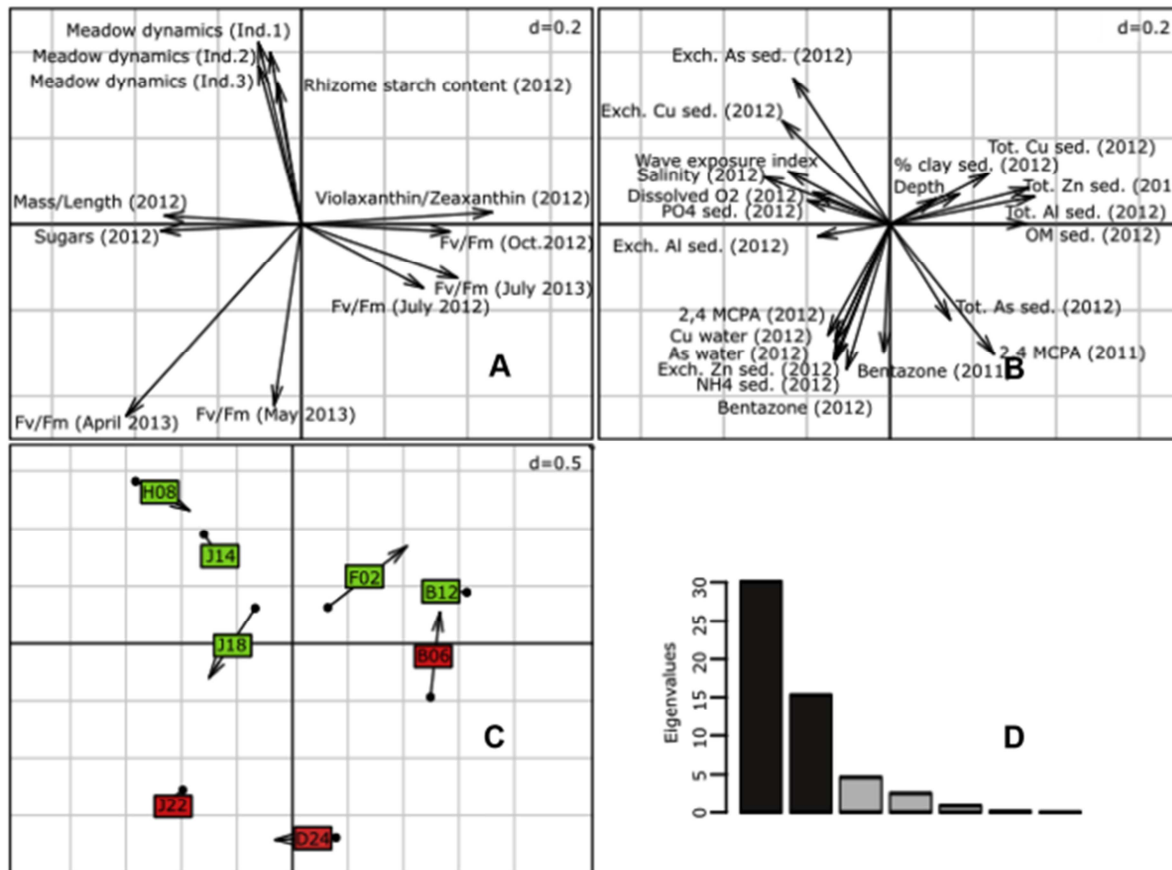 Meadow dynamics (Ind.1)
d=0.2
Meadow dynamics (Ind.2)
Meadow dynamics (Ind.3)
Rhizome starch content (2012)
Mass/Length (2012)
Violaxanthin/Zeaxanthin (2012)
Sugars (2012)
Fv/Fm (Oct.2012)
Fv/Fm (July 2013)
Fv/Fm (July 2012)
A
Fv/Fm (April 2013)
Fv/Fm (May 2013)
d=0.2
Exch. As sed. (2012)
Exch. Cu sed. (2012)
Tot. Cu sed. (2012)
Wave exposure index
% clay sed. (2012)
Salinity (2012)
Depth
Tot. Zn sed. (201
Dissolved O2 (2012)
PO4 sed. (2012)
Tot. Al sed. (2012)
Exch. Al sed. (2012)
OM sed. (2012)
2,4 MCPA (2012)
Tot. As sed. (2012)
Cu water (2012)
As water (2012)
2,4 MCPA (2011)
Exch. Zn sed. (2012)
Bentazone (2011
B
NH4 sed. (2012)
Bentazone (2012)
d=0.5
H08
J14
F02
B12
J18
B06
C
J22
D24
Eigenvalues
30
25
20
15
10
5
0
D